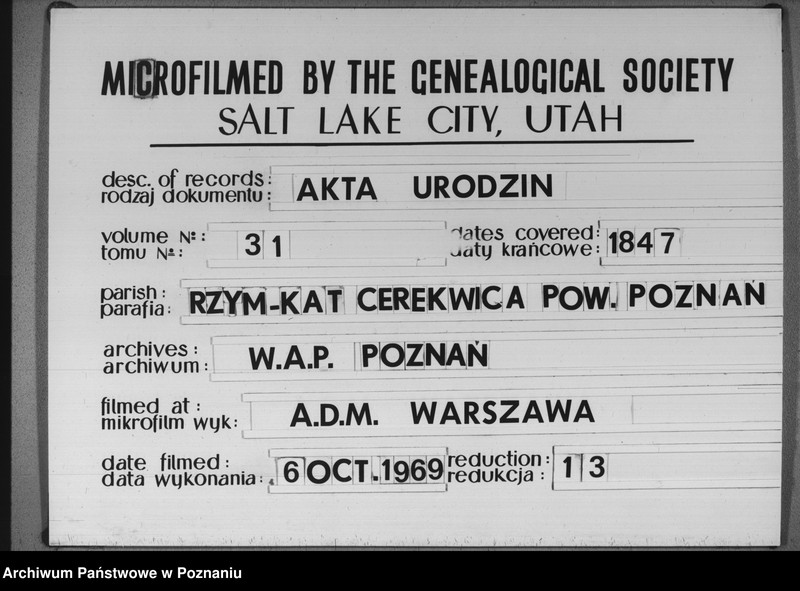 MICROFILMED BY THE GENEALOGICAL SOCIETY
SALT LAKE CITY, UTAH
desc. of records:
rodzaj dokumentu: AKTA URODZIN
volume №:
tomu №: 31
dates covered:
daty krańcowe: 1847
parish:
parafia: RZYM-KAT CEREKWICA POW. POZNAŃ
archives:
archiwum: W.A.P. POZNAŃ
filmed at:
mikrofilm wyk: A.D.M. WARSZAWA
date filmed:
data wykonania: 6 OCT. 1969
reduction:
redukcja: 13
Archiwum Państwowe w Poznaniu